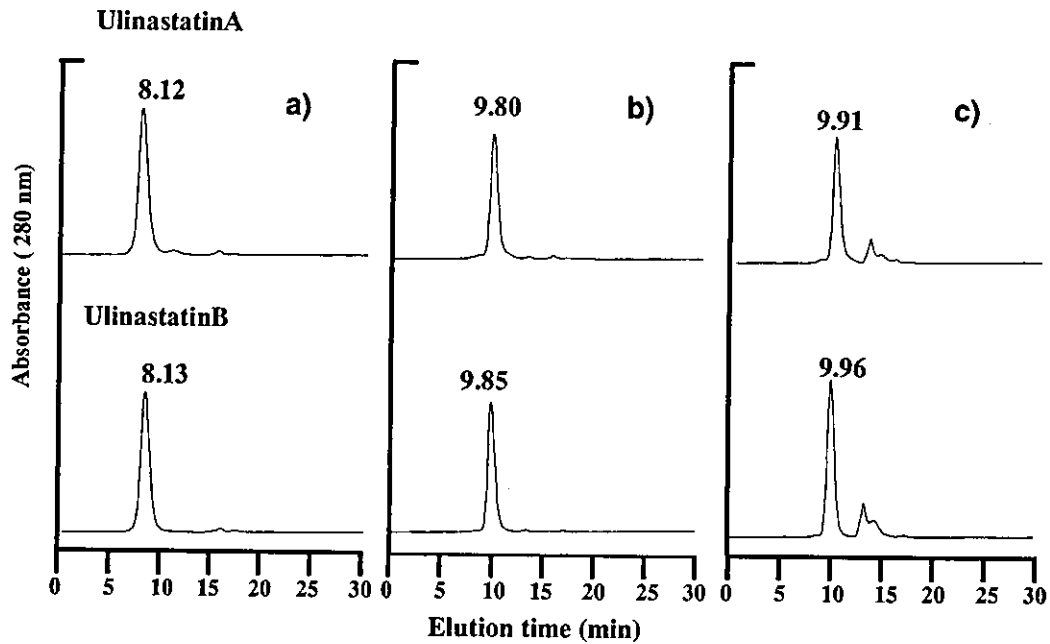 UlinastatinA
8.12
a)
9.80
b)
9.91
c)
Absorbance ( 280 nm)
UlinastatinB
8.13
9.85
9.96
0 5 10 15 20 25 30
0 5 10 15 20 25 30
0 5 10 15 20 25 30
Elution time (min)